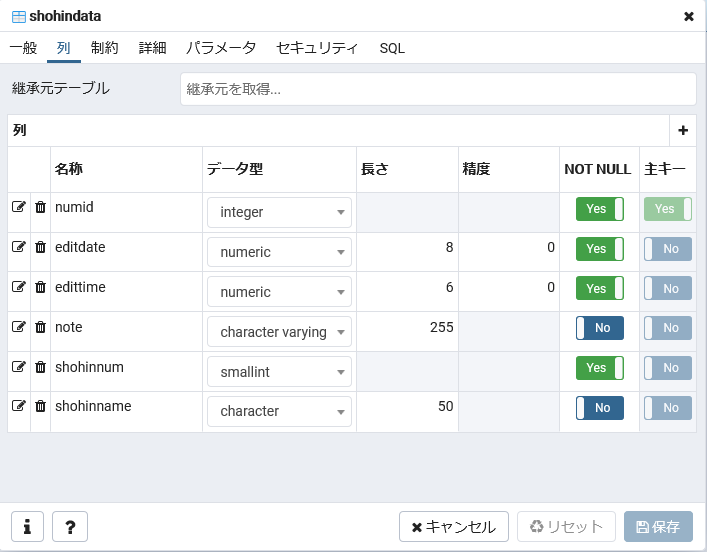 shohindata
一般 列 制約 詳細 パラメータ セキュリティ SQL
継承元テーブル 継承元を取得...
列
名称 データ型 長さ 精度 NOT NULL 主キー
numid integer Yes Yes
editdate numeric 8 0 Yes No
edittime numeric 6 0 Yes No
note character varying 255 No No
shohinnum smallint Yes No
shohinname character 50 No No
キャンセル リセット 保存